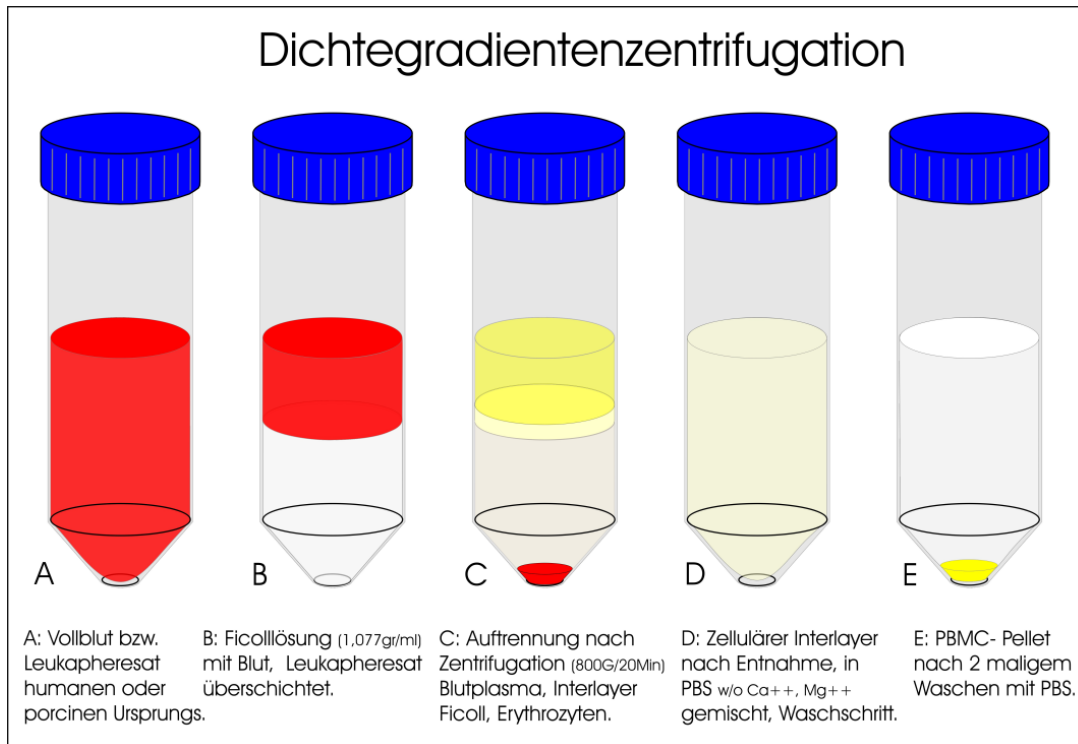 Dichtegradientenzentrifugation
A
B
C
D
E
A: Vollblut bzw.
Leukapheresat
humanen oder
porcinen Ursprungs.
B: Ficolllösung (1,077gr/ml)
mit Blut, Leukapheresat
überschichtet.
C: Auftrennung nach
Zentrifugation (800G/20Min)
Blutplasma, Interlayer
Ficoll, Erythrozyten.
D: Zellulärer Interlayer
nach Entnahme, in
PBS w/o Ca++, Mg++
gemischt, Waschschritt.
E: PBMC- Pellet
nach 2 maligem
Waschen mit PBS.